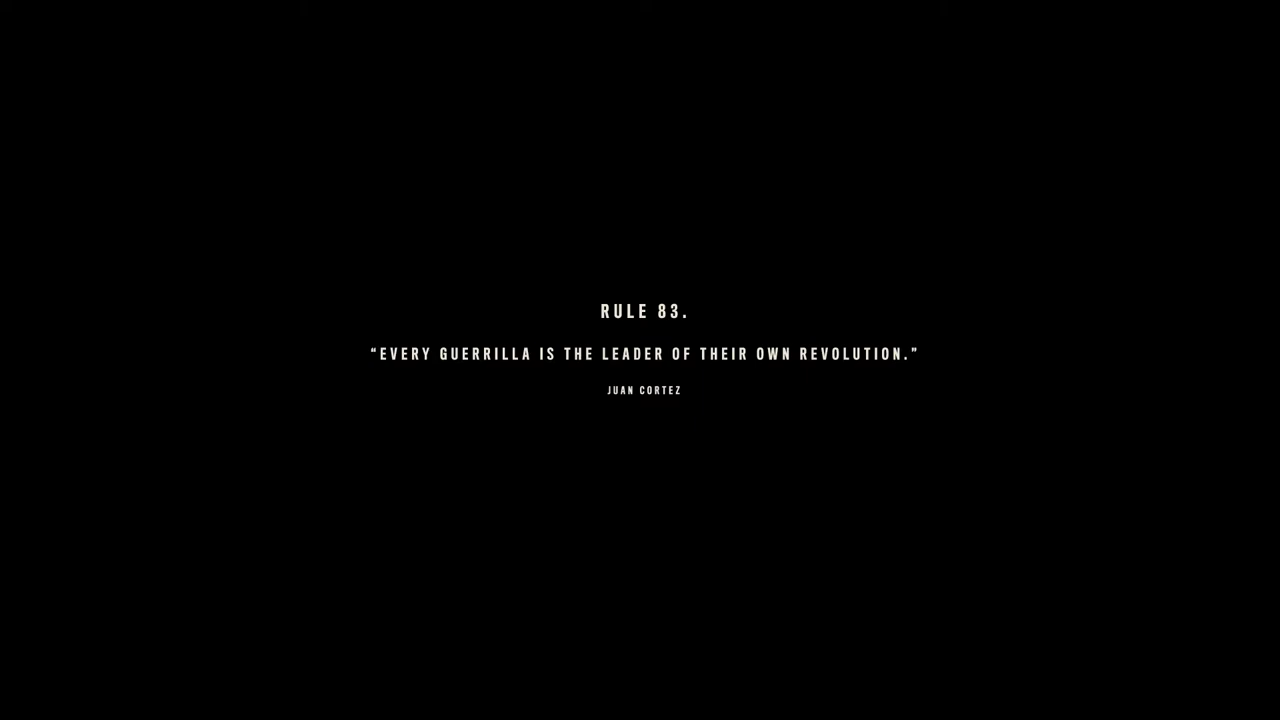 RULE 83.
“EVERY GUERRILLA IS THE LEADER OF THEIR OWN REVOLUTION.”
JUAN CORTEZ